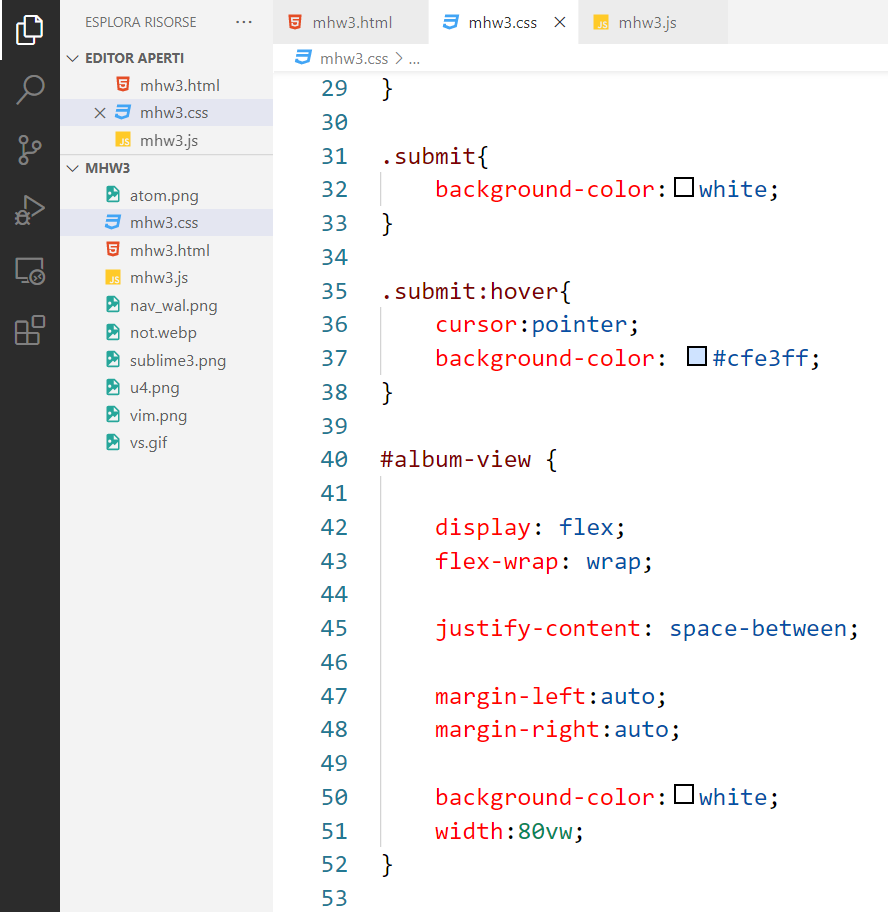 ESPLORA RISORSE ...
EDITOR APERTI
mhw3.html
mhw3.css
JS mhw3.js
MHW3
atom.png
mhw3.css
mhw3.html
JS mhw3.js
nav_wal.png
not.webp
sublime3.png
u4.png
vim.png
vs.gif
mhw3.html mhw3.css JS mhw3.js
mhw3.css > ...
29 }
30
31 .submit{
32 background-color:white;
33 }
34
35 .submit:hover{
36 cursor:pointer;
37 background-color: #cfe3ff;
38 }
39
40 #album-view {
41
42 display: flex;
43 flex-wrap: wrap;
44
45 justify-content: space-between;
46
47 margin-left:auto;
48 margin-right:auto;
49
50 background-color:white;
51 width:80vw;
52 }
53